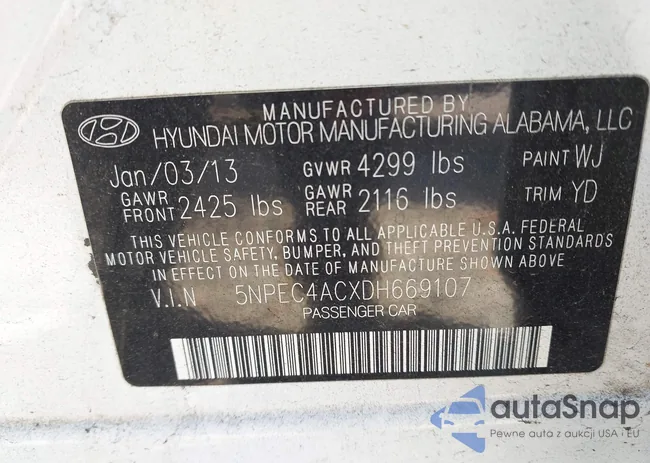 MANUFACTURED BY
HYUNDAI MOTOR MANUFACTURING ALABAMA, LLC
Jan/03/13 GVWR 4299 lbs PAINT WJ
GAWR FRONT 2425 lbs GAWR REAR 2116 lbs TRIM YD
THIS VEHICLE CONFORMS TO ALL APPLICABLE U.S.A. FEDERAL
MOTOR VEHICLE SAFETY, BUMPER, AND THEFT PREVENTION STANDARDS
IN EFFECT ON THE DATE OF MANUFACTURE SHOWN ABOVE
V.I.N 5NPEC4ACXDH669107
PASSENGER CAR
autaSnap
Pewne auta z aukcji USA i EU